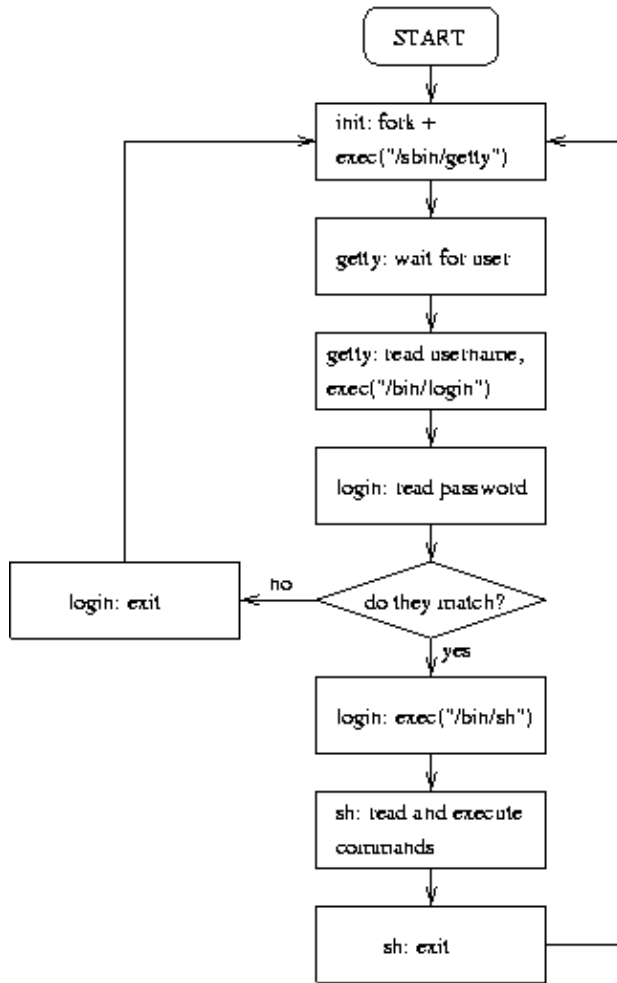 START
init: fork +
exec("/sbin/getty")
getty: wait for user
getty: read username,
exec("/bin/login")
login: read password
do they match?
no
login: exit
yes
login: exec("/bin/sh")
sh: read and execute
commands
sh: exit